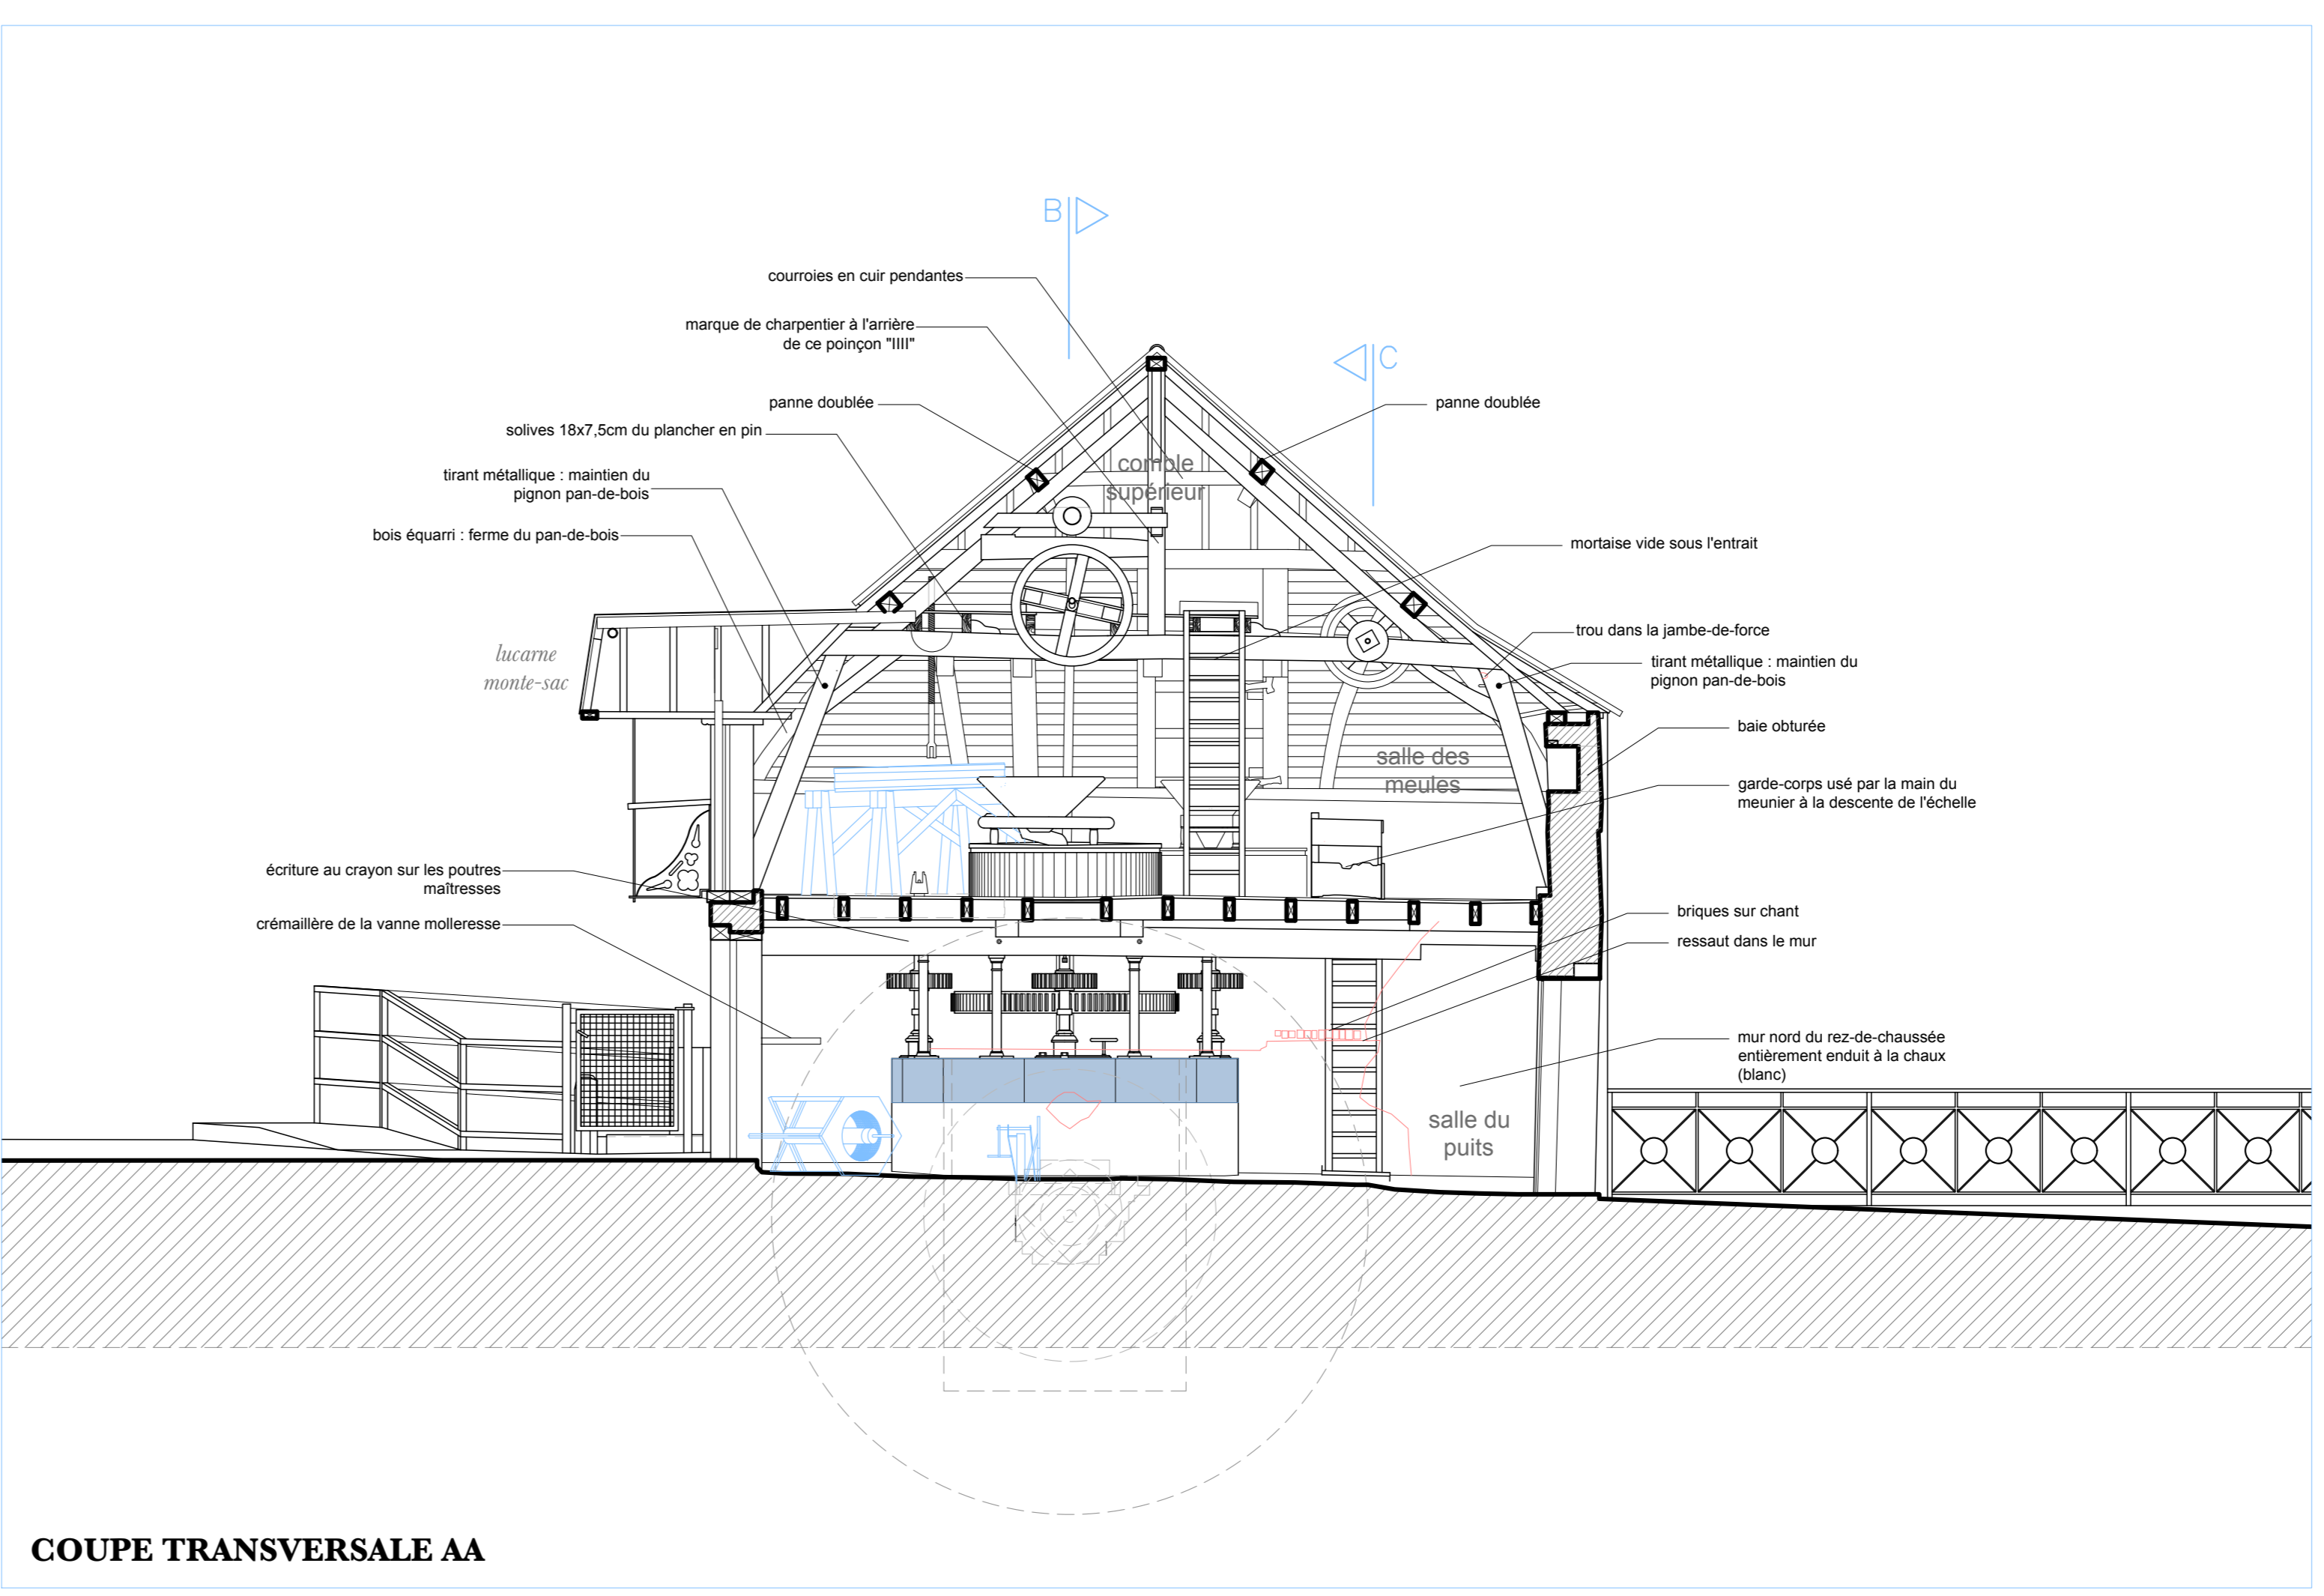 B
courroies en cuir pendantes
marque de charpentier à l'arrière
de ce poinçon "IIII"
C
panne doublée
panne doublée
solives 18x7,5cm du plancher en pin
comble
supérieur
tirant métallique : maintien du
pignon pan-de-bois
bois équarri : ferme du pan-de-bois
mortaise vide sous l'entrait
trou dans la jambe-de-force
lucarne
monte-sac
tirant métallique : maintien du
pignon pan-de-bois
baie obturée
salle des
meules
garde-corps usé par la main du
meunier à la descente de l'échelle
écriture au crayon sur les poutres
maîtresses
crémaillère de la vanne molleresse
briques sur chant
ressaut dans le mur
mur nord du rez-de-chaussée
entièrement enduit à la chaux
(blanc)
salle du
puits
COUPE TRANSVERSALE AA